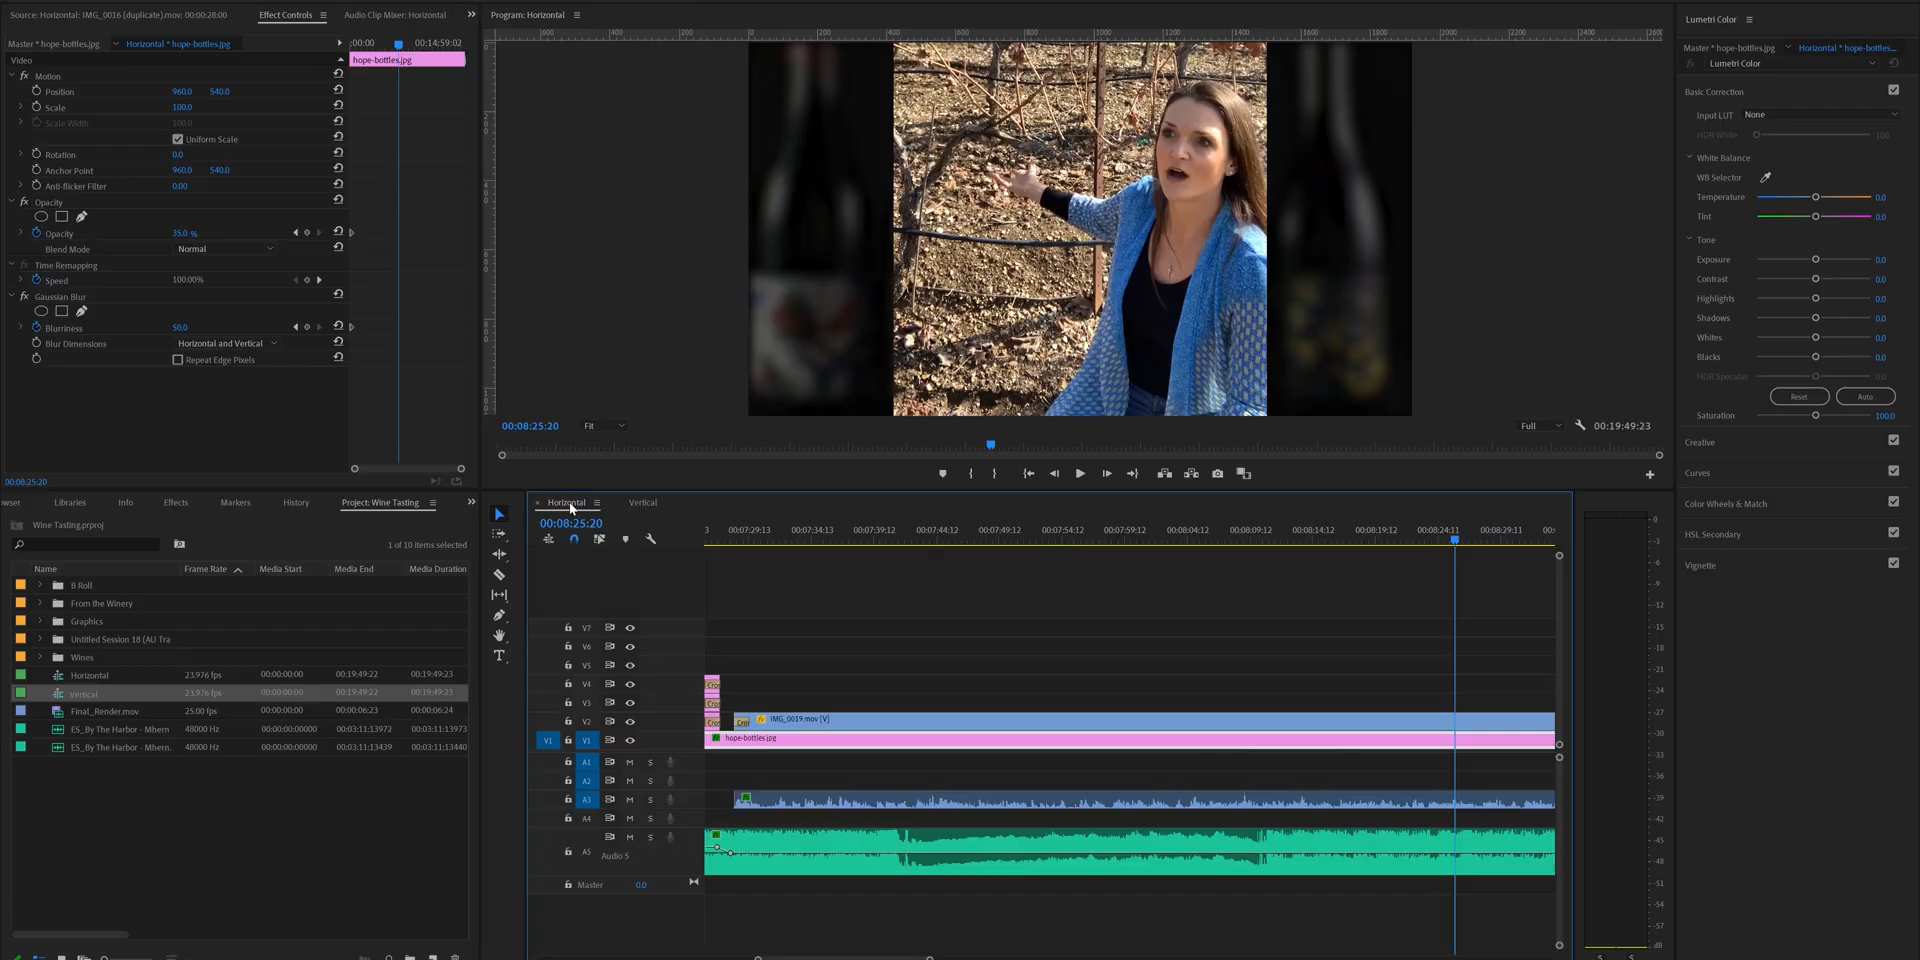 Source: Horizontal: IMG_0016 (duplicate).mov: 00:00:28:00
Effect Controls
Audio Clip Mixer: Horizontal
Master * hope-bottles.jpg
Horizontal * hope-bottles.jpg
:00:00
00:14:59:02
Video
hope-bottles.jpg
fx Motion
Position 960.0 540.0
Scale 100.0
Scale Width 100.0
Uniform Scale
Rotation 0.0
Anchor Point 960.0 540.0
Anti-flicker Filter 0.00
fx Opacity
Opacity 35.0 %
Blend Mode Normal
fx Time Remapping
Speed 100.00%
fx Gaussian Blur
Blurriness 50.0
Blur Dimensions Horizontal and Vertical
Repeat Edge Pixels
00:08:25:20
Program: Horizontal
00:08:25:20
Fit
Full
00:19:49:23
Lumetri Color
Master * hope-bottles.jpg
Horizontal * hope-bottles...
fx Lumetri Color
Basic Correction
Input LUT None
HDR White 100
White Balance
WB Selector
Temperature 0.0
Tint 0.0
Tone
Exposure 0.0
Contrast 0.0
Highlights 0.0
Shadows 0.0
Whites 0.0
Blacks 0.0
HDR Specular 0.0
Reset Auto
Saturation 100.0
Creative
Curves
Color Wheels & Match
HSL Secondary
Vignette
owser Libraries Info Effects Markers History Project: Wine Tasting
Wine Tasting.prproj
1 of 10 items selected
Name Frame Rate Media Start Media End Media Duration
B Roll
From the Winery
Graphics
Untitled Session 18 (AU Tra
Wines
Horizontal 23.976 fps 00:00:00:00 00:19:49:22 00:19:49:23
Vertical 23.976 fps 00:00:00:00 00:19:49:22 00:19:49:23
Final_Render.mov 25.00 fps 00:00:00:00 00:00:06:23 00:00:06:24
ES_By The Harbor - Mhern 48000 Hz 00:00:00:00000 00:03:11:13972 00:03:11:13973
ES_By The Harbor - Mhern. 48000 Hz 00:00:00:00000 00:03:11:13439 00:03:11:13440
× Horizontal
Vertical
00:08:25:20
3 00:07:29:13 00:07:34:13 00:07:39:12 00:07:44:12 00:07:49:12 00:07:54:12 00:07:59:12 00:08:04:12 00:08:09:12 00:08:14:12 00:08:19:12 00:08:24:11 00:08:29:11 00:
V7
V6
V5
V4 Cros
V3 Cros
V2 Cros Cros fx IMG_0019.mov [V]
V1 V1 hope-bottles.jpg
A1 M S
A2 M S
A3 M S
A4 M S
M S
A5 Audio 5
Master 0.0
0
-3
-6
-9
-12
-15
-18
-21
-24
-27
-30
-33
-36
-39
-42
-45
-48
-51
-54
-57
dB
S S